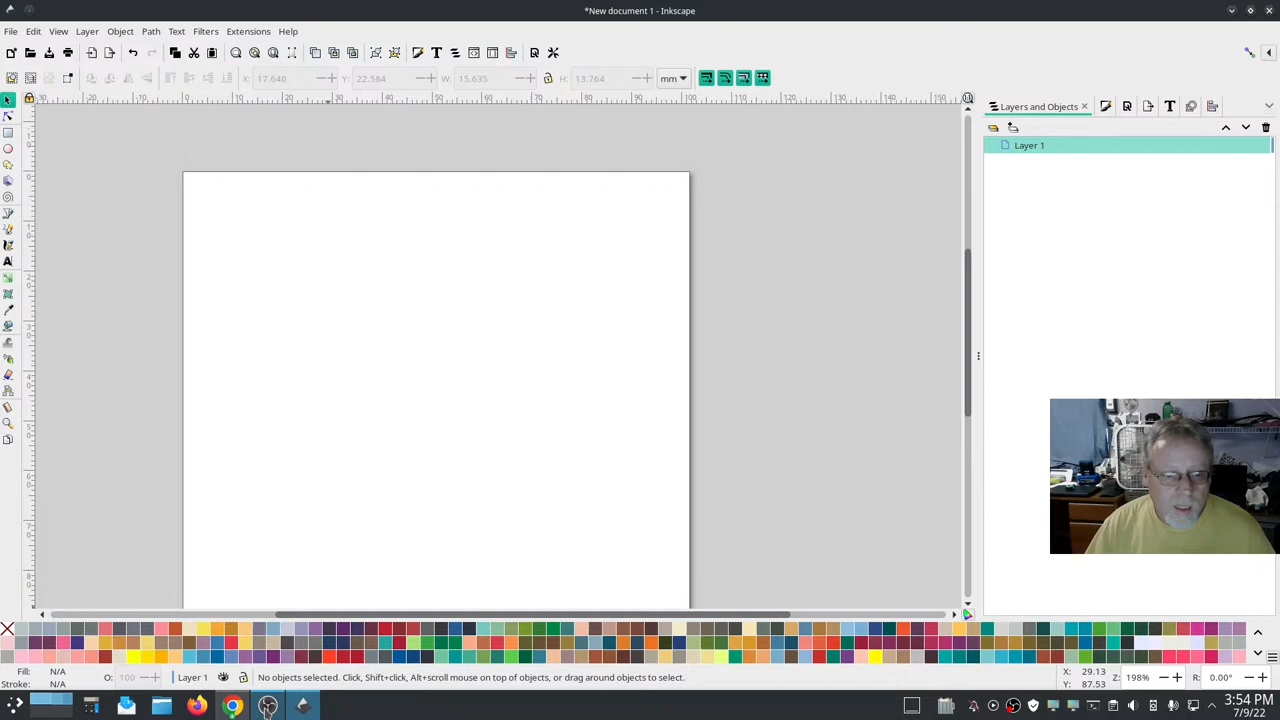 *New document 1 - Inkscape
File Edit View Layer Object Path Text Filters Extensions Help
X: 17.640 Y: 22.584 W: 15.635 H: 13.764 mm
Layers and Objects
Layer 1
Fill: N/A
Stroke: N/A
O: 100
Layer 1
No objects selected. Click, Shift+click, Alt+scroll mouse on top of objects, or drag around objects to select.
X: 29.13
Y: 87.53
Z: 198%
R: 0.00°
3:54 PM
7/9/22